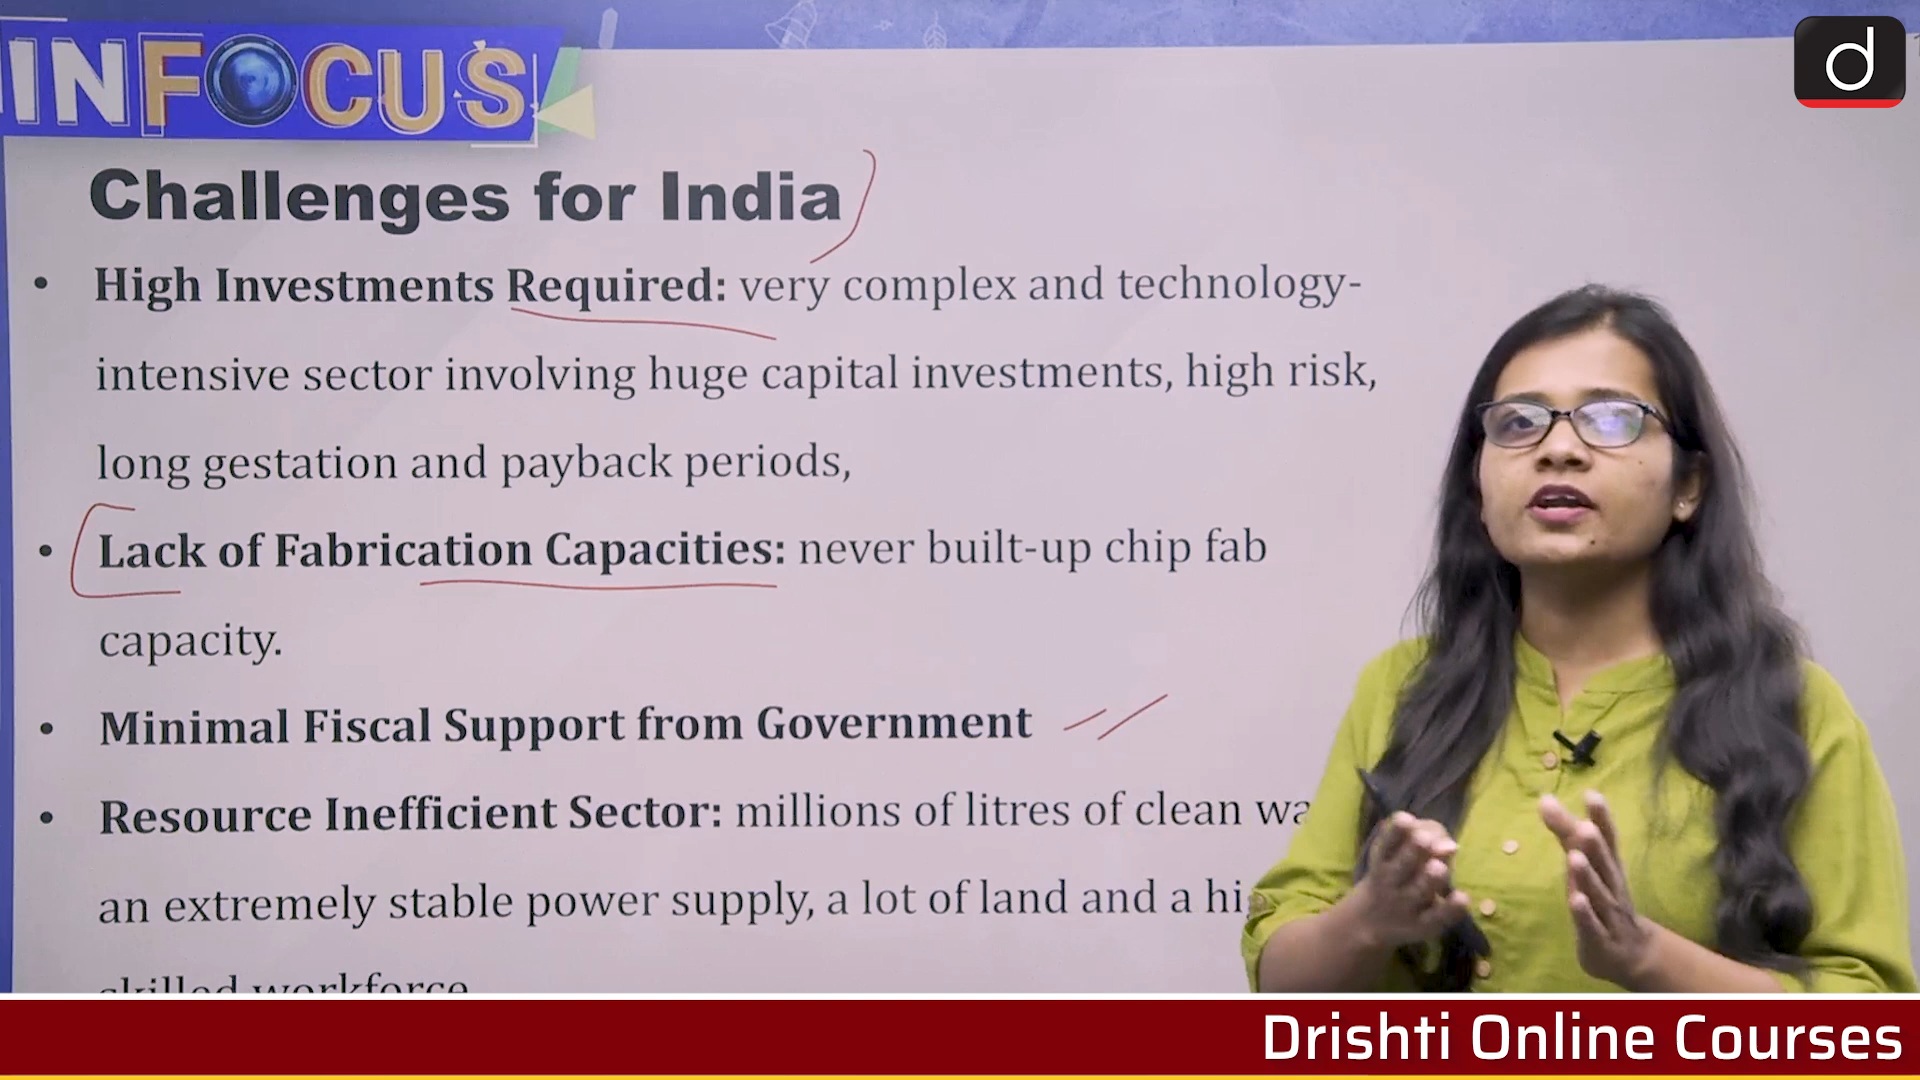 INFOCUS
d
Challenges for India
• High Investments Required: very complex and technology-
intensive sector involving huge capital investments, high risk,
long gestation and payback periods,
• Lack of Fabrication Capacities: never built-up chip fab
capacity.
• Minimal Fiscal Support from Government
• Resource Inefficient Sector: millions of litres of clean
an extremely stable power supply, a lot of land and a
skilled workforce
Drishti Online Courses